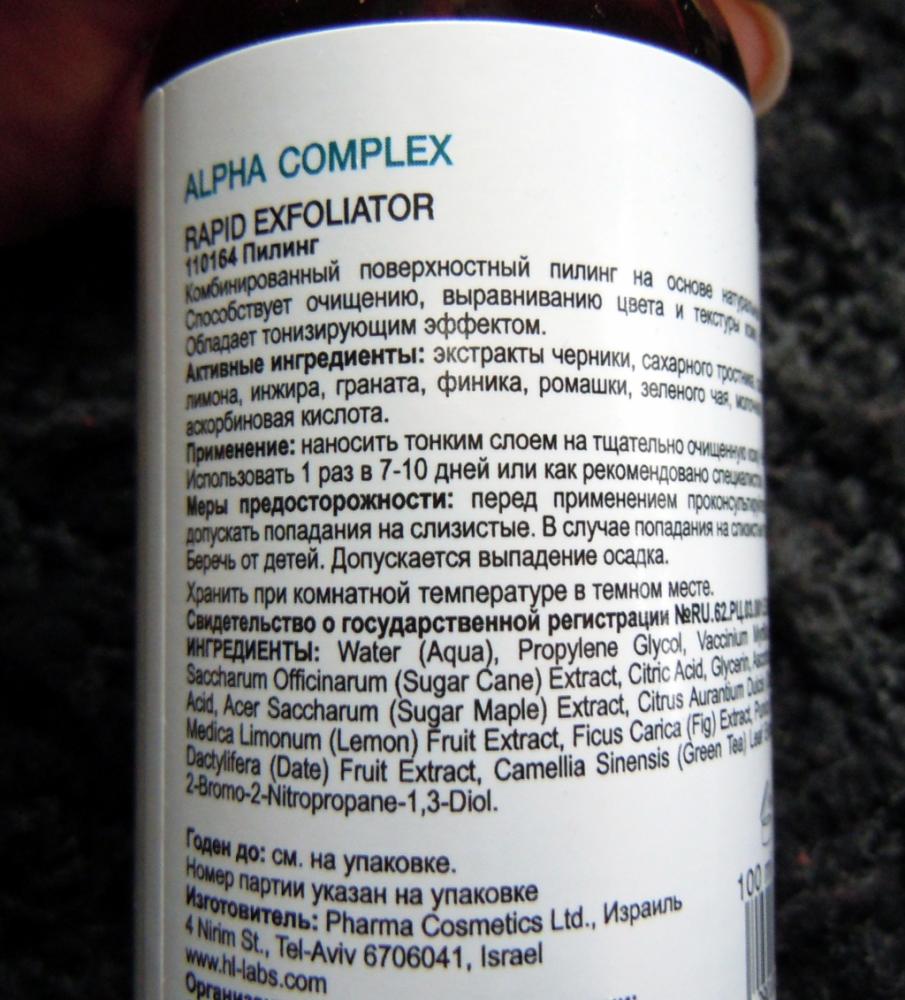 ALPHA COMPLEX
RAPID EXFOLIATOR
110164 Пилинг
Комбинированный поверхностный пилинг на основе
Способствует очищению, выравниванию цвета и текстуры
Обладает тонизирующим эффектом.
Активные ингредиенты: экстракты черники, сахарного
лимона, инжира, граната, финика, ромашки, зеленого чая,
аскорбиновая кислота.
Применение: наносить тонким слоем на тщательно очищенную
Использовать 1 раз в 7-10 дней или как рекомендовано
Меры предосторожности: перед применением
допускать попадания на слизистые. В случае попадания на
Беречь от детей. Допускается выпадение осадка.
Хранить при комнатной температуре в темном месте.
Свидетельство о государственной регистрации
ИНГРЕДИЕНТЫ: Water (Aqua), Propylene Glycol, Vaccinium
Saccharum Officinarum (Sugar Cane) Extract, Citric Acid, Glycerin,
Acid, Acer Saccharum (Sugar Maple) Extract, Citrus Aurantium Dulcis
Medica Limonum (Lemon) Fruit Extract, Ficus Carica (Fig) Extract,
Dactylifera (Date) Fruit Extract, Camellia Sinensis (Green Tea) Leaf
2-Bromo-2-Nitropropane-1,3-Diol.
Годен до: см. на упаковке.
Номер партии указан на упаковке
100
Изготовитель: Pharma Cosmetics Ltd., Израиль
4 Nirim St., Tel-Aviv 6706041, Israel
www.hl-labs.com